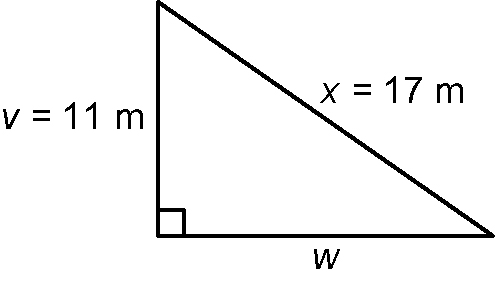 x = 17 m
v = 11 m
w